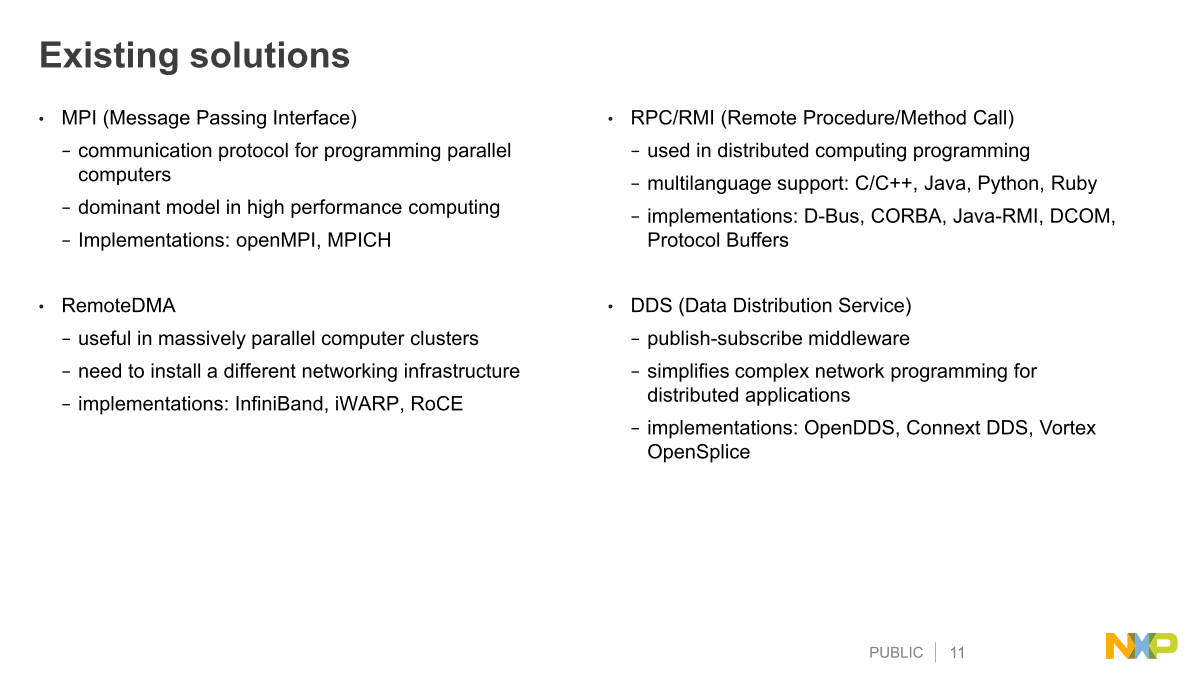 Existing solutions
• MPI (Message Passing Interface)
– communication protocol for programming parallel
computers
– dominant model in high performance computing
– Implementations: openMPI, MPICH
• RemoteDMA
– useful in massively parallel computer clusters
– need to install a different networking infrastructure
– implementations: InfiniBand, iWARP, RoCE
• RPC/RMI (Remote Procedure/Method Call)
– used in distributed computing programming
– multilanguage support: C/C++, Java, Python, Ruby
– implementations: D-Bus, CORBA, Java-RMI, DCOM,
Protocol Buffers
• DDS (Data Distribution Service)
– publish-subscribe middleware
– simplifies complex network programming for
distributed applications
– implementations: OpenDDS, Connext DDS, Vortex
OpenSplice
PUBLIC 11
NXP